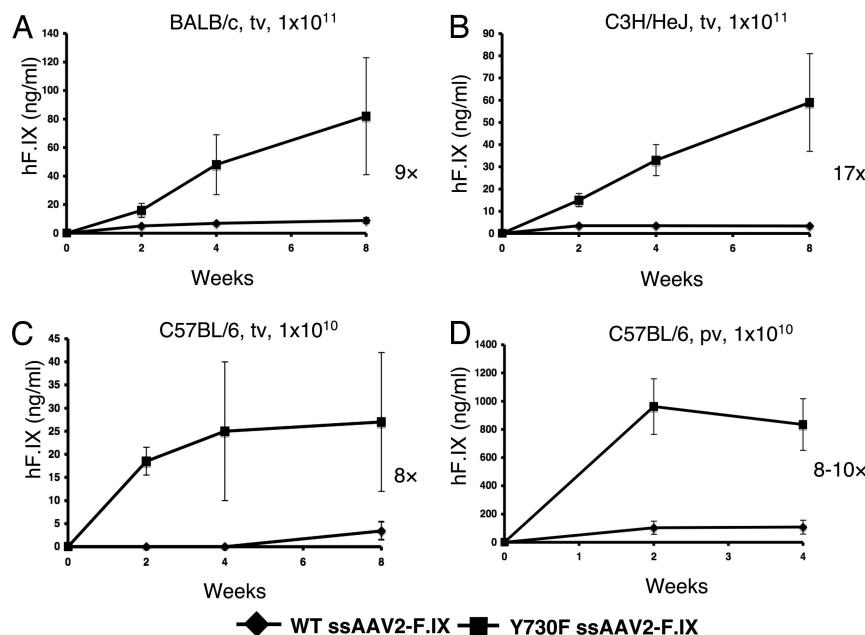 A
BALB/c, tv, 1x10¹¹
hF.IX (ng/ml)
140
120
100
80
60
40
20
0
0 2 4 6 8
Weeks
9×
B
C3H/HeJ, tv, 1x10¹¹
hF.IX (ng/ml)
90
80
70
60
50
40
30
20
10
0
0 2 4 6 8
Weeks
17x
C
C57BL/6, tv, 1x10¹⁰
hF.IX (ng/ml)
45
40
35
30
25
20
15
10
5
0
0 2 4 6 8
Weeks
8×
D
C57BL/6, pv, 1x10¹⁰
hF.IX (ng/ml)
1400
1200
1000
800
600
400
200
0
0 1 2 3 4
Weeks
8-10×
WT ssAAV2-F.IX Y730F ssAAV2-F.IX